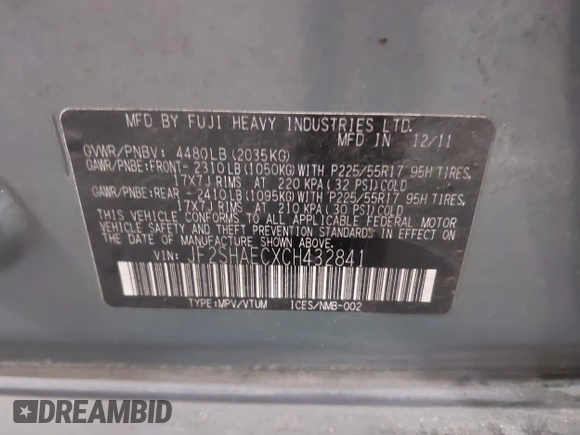 MFD BY FUJI HEAVY INDUSTRIES LTD.
MFD IN 12/11
GVWR/PNBV: 4480LB (2035KG)
GAWR/PNBE:FRONT- 2310LB (1050KG) WITH P225/55R17 95H TIRES,
17X7J RIMS AT 220 KPA (32 PSI) COLD
GAWR/PNBE:REAR -2410LB (1095KG) WITH P225/55R17 95H TIRES,
17X7J RIMS AT 210 KPA (30 PSI) COLD
THIS VEHICLE CONFORMS TO ALL APPLICABLE FEDERAL MOTOR
VEHICLE SAFETY AND THEFT PREVENTION STANDARDS IN EFFECT
ON THE DATE OF MANUFACTURE SHOWN ABOVE.
VIN: JF2SHAECXCH432841
TYPE:MPV/VTUM ICES/NMB-002
DREAMBID